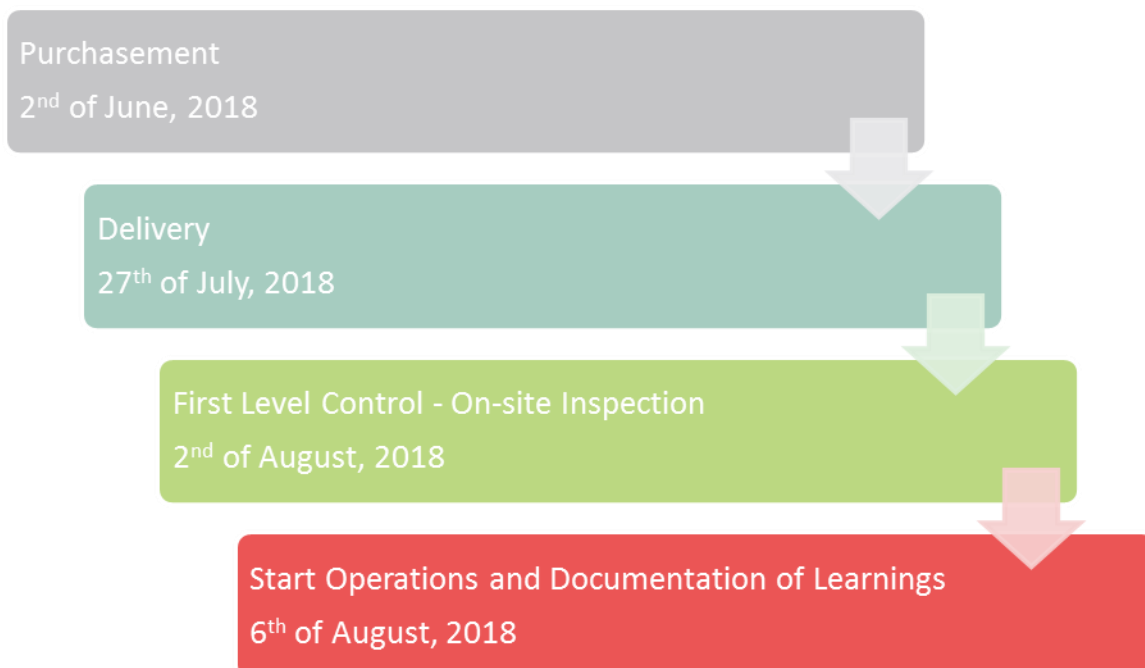 Purchasement
2nd of June, 2018
Delivery
27th of July, 2018
First Level Control - On-site Inspection
2nd of August, 2018
Start Operations and Documentation of Learnings
6th of August, 2018